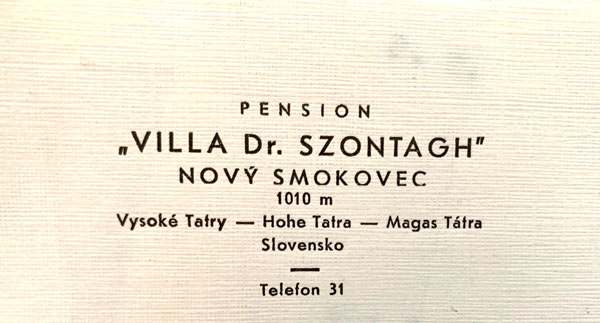 PENSION
„VILLA Dr. SZONTAGH"
NOVÝ SMOKOVEC
1010 m
Vysoké Tatry — Hohe Tatra — Magas Tátra
Slovensko
Telefon 31